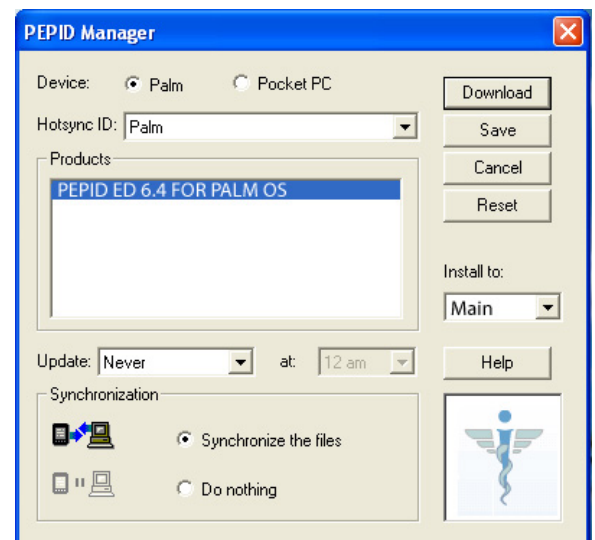 PEPID Manager
Device: Palm Pocket PC
Hotsync ID: Palm
Products
PEPID ED 6.4 FOR PALM OS
Download
Save
Cancel
Reset
Install to:
Main
Update: Never at: 12 am
Help
Synchronization
Synchronize the files
Do nothing